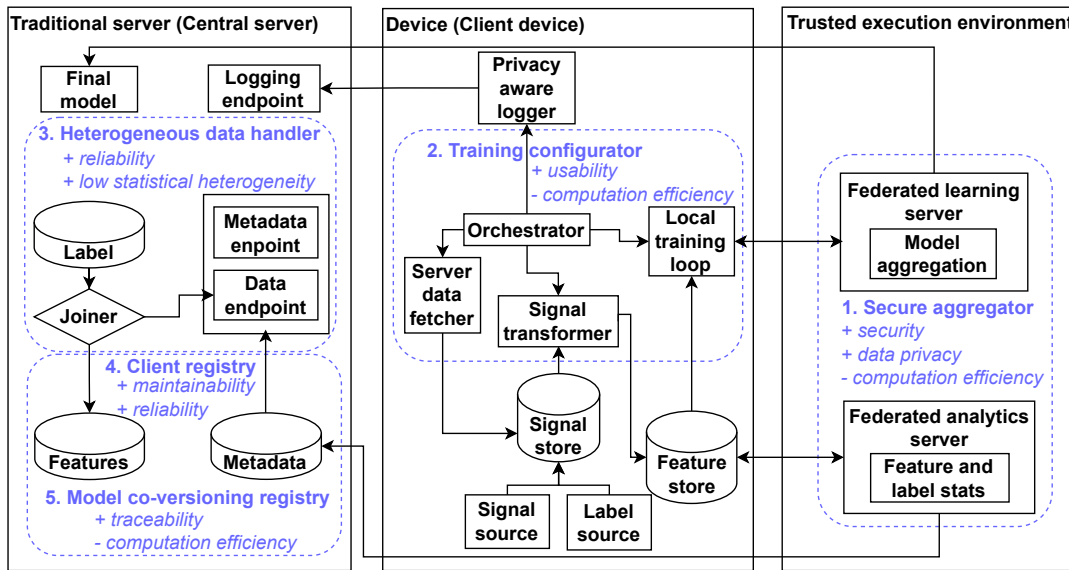 Traditional server (Central server)
Final
model
Logging
endpoint
3. Heterogeneous data handler
+ reliability
+ low statistical heterogeneity
Label
Metadata
enpoint
Data
endpoint
Joiner
4. Client registry
+ maintainability
+ reliability
Features
Metadata
5. Model co-versioning registry
+ traceability
- computation efficiency
Device (Client device)
Privacy
aware
logger
2. Training configurator
+ usability
- computation efficiency
Orchestrator
Local
training
loop
Server
data
fetcher
Signal
transformer
Signal
store
Feature
store
Signal
source
Label
source
Trusted execution environment
Federated learning
server
Model
aggregation
1. Secure aggregator
+ security
+ data privacy
- computation efficiency
Federated analytics
server
Feature and
label stats